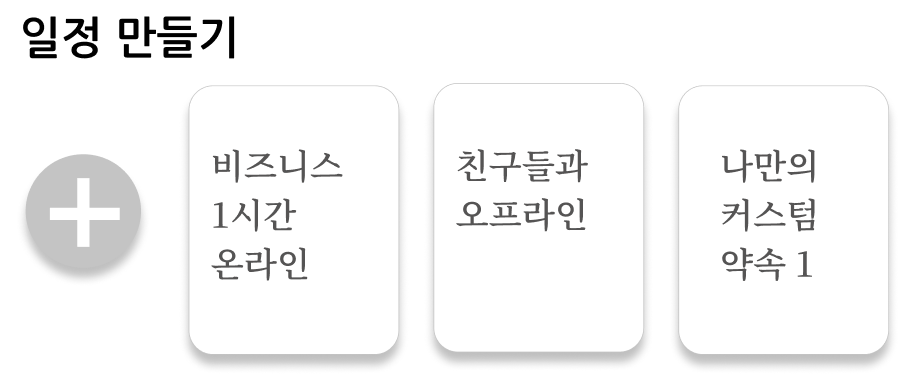 일정 만들기
비즈니스
1시간
온라인
친구들과
오프라인
나만의
커스텀
약속 1